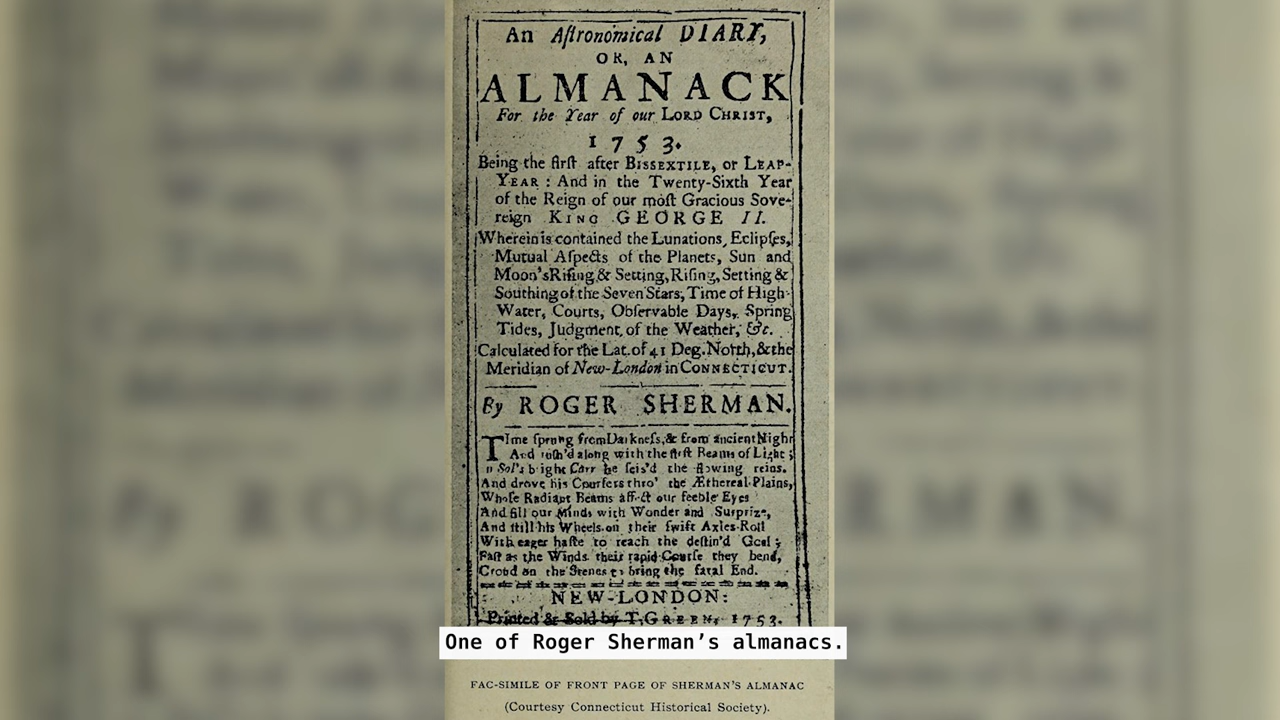 An Aſtronomical DIARY,
OR, AN
ALMANACK
For the Year of our LORD CHRIST,
1753.
Being the firſt after BISSEXTILE, or LEAP-
YEAR: And in the Twenty-Sixth Year
of the Reign of our moſt Gracious Sove-
reign KING GEORGE II.
Wherein is contained the Lunations, Eclipſes,
Mutual Aſpects of the Planets, Sun and
Moon's Riſing & Setting, Riſing, Setting &
Southing of the Seven Stars, Time of High-
Water, Courts, Obſervable Days, Spring
Tides, Judgment of the Weather, &c.
Calculated for the Lat. of 41 Deg. North, & the
Meridian of New-London in CONNECTICUT.
By ROGER SHERMAN.
TIme ſprung from Darkneſs, & from ancient Night
And ruſh'd along with the firſt Beams of Light;
n Sol's bright Carr he ſeis'd the flowing reins.
And drove his Courſers thro' the Æthereal Plains,
Whoſe Radiant Beams affect our feeble Eyes
And fill our Minds with Wonder and Surprize,
And ſtill his Wheels on their ſwift Axles Roll
With eager haſte to reach the deſtin'd Goal;
Faſt as the Winds their rapid Courſe they bend,
Croud on the Scenes to bring the fatal End.
NEW-LONDON:
Printed & Sold by T. GREEN, 1753.
One of Roger Sherman's almanacs.
FAC-SIMILE OF FRONT PAGE OF SHERMAN'S ALMANAC
(Courtesy Connecticut Historical Society).